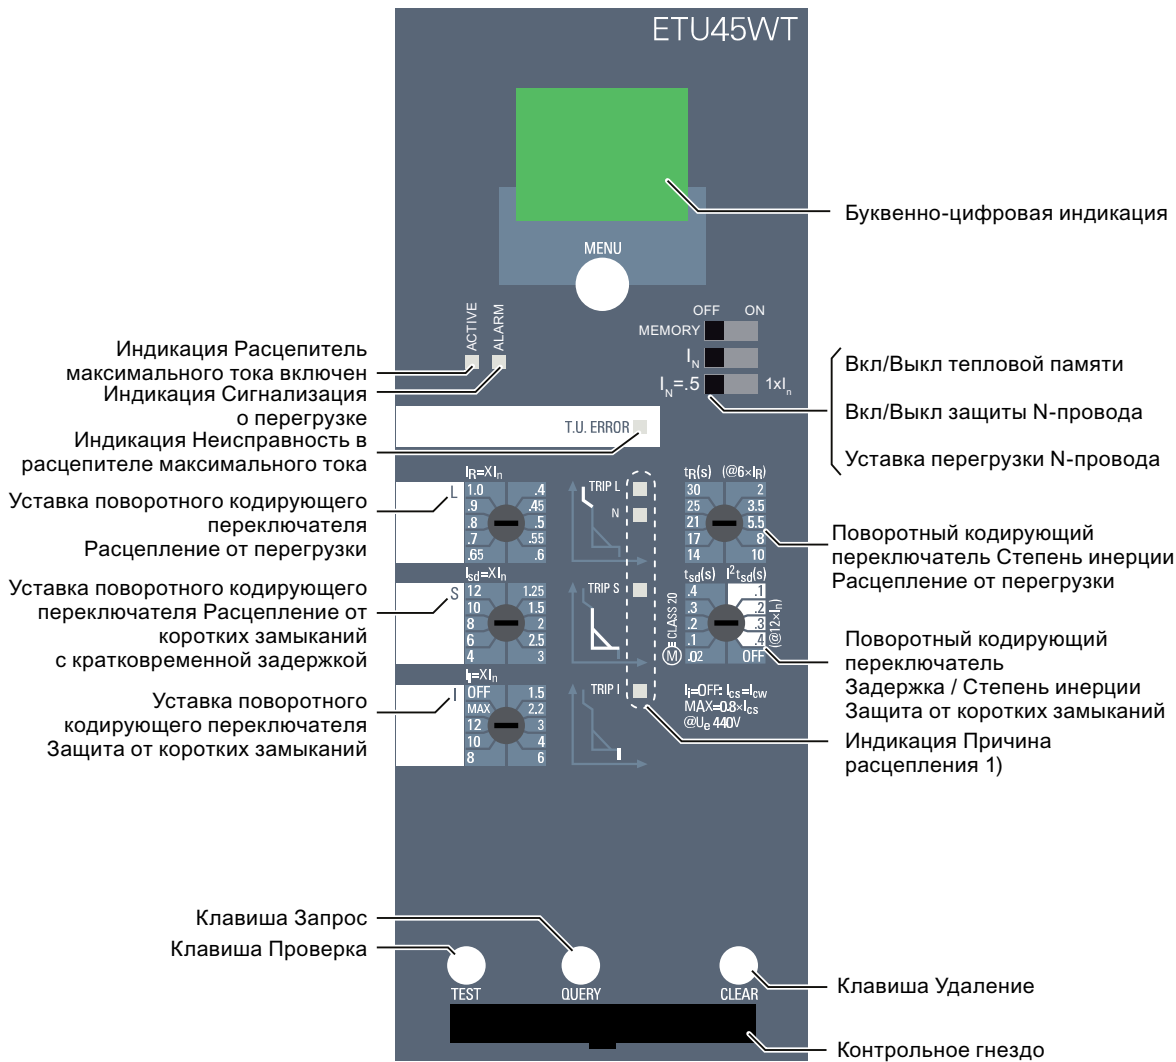 ETU45WT
Буквенно-цифровая индикация
MENU
ACTIVE
ALARM
OFF ON
MEMORY
IN
IN=.5
1xIn
Индикация Расцепитель
максимального тока включен
Индикация Сигнализация
о перегрузке
Индикация Неисправность в
расцепителе максимального тока
Вкл/Выкл тепловой памяти
Вкл/Выкл защиты N-провода
Уставка перегрузки N-провода
T.U. ERROR
Уставка поворотного кодирующего
переключателя
Расцепление от перегрузки
L
IR=XIn
1.0 .4
.9 .45
.8 .5
.7 .55
.65 .6
TRIP L
N
tR(s) (@6×IR)
30 2
25 3.5
21 5.5
17 8
14 10
Поворотный кодирующий
переключатель Степень инерции
Расцепление от перегрузки
Уставка поворотного кодирующего
переключателя Расцепление от
коротких замыканий
с кратковременной задержкой
S
Isd=XIn
12 1.25
10 1.5
8 2
6 2.5
4 3
TRIP S
tsd(s) I²tsd(s)
.4 .1
.3 .2
.2 .3
.1 .4
.02 OFF
(@12×In)
M = CLASS 20
Поворотный кодирующий
переключатель
Задержка / Степень инерции
Защита от коротких замыканий
Уставка поворотного
кодирующего переключателя
Защита от коротких замыканий
I
Ii=XIn
OFF 1.5
MAX 2.2
12 3
10 4
8 6
TRIP I
Ii=OFF: Ics=Icw
MAX=0.8×Ics
@Ue 440V
Индикация Причина
расцепления 1)
Клавиша Запрос
Клавиша Проверка
TEST
QUERY
CLEAR
Клавиша Удаление
Контрольное гнездо